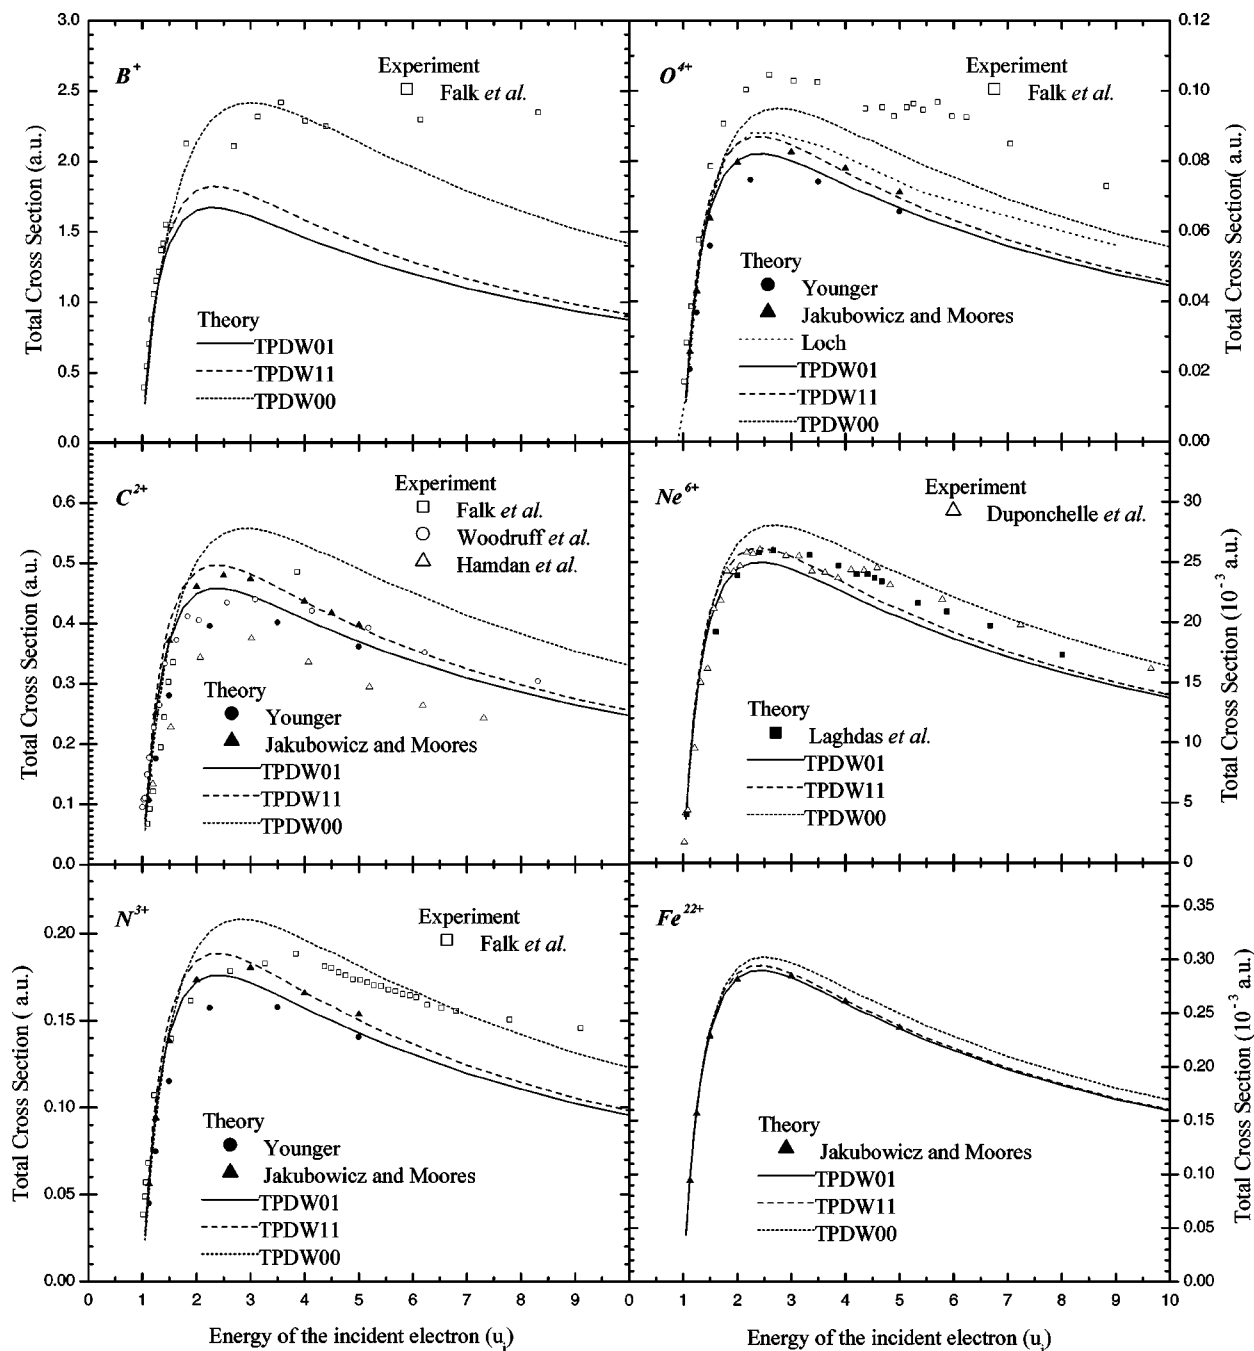 B+
Experiment
Falk et al.
Theory
TPDW01
TPDW11
TPDW00
Total Cross Section (a.u.)
3.0
2.5
2.0
1.5
1.0
0.5
0.0
O4+
Experiment
Falk et al.
Theory
Younger
Jakubowicz and Moores
Loch
TPDW01
TPDW11
TPDW00
Total Cross Section( a.u.)
0.12
0.10
0.08
0.06
0.04
0.02
0.00
C2+
Experiment
Falk et al.
Woodruff et al.
Hamdan et al.
Theory
Younger
Jakubowicz and Moores
TPDW01
TPDW11
TPDW00
Total Cross Section (a.u.)
0.6
0.5
0.4
0.3
0.2
0.1
0.0
Ne6+
Experiment
Duponchelle et al.
Theory
Laghdas et al.
TPDW01
TPDW11
TPDW00
Total Cross Section (10-3 a.u.)
30
25
20
15
10
5
0
N3+
Experiment
Falk et al.
Theory
Younger
Jakubowicz and Moores
TPDW01
TPDW11
TPDW00
Total Cross Section ( a.u.)
0.20
0.15
0.10
0.05
0.00
Fe22+
Theory
Jakubowicz and Moores
TPDW01
TPDW11
TPDW00
Total Cross Section (10-3 a.u.)
0.35
0.30
0.25
0.20
0.15
0.10
0.05
0.00
0 1 2 3 4 5 6 7 8 9 0 1 2 3 4 5 6 7 8 9 10
Energy of the incident electron (ui)
Energy of the incident electron (ui)